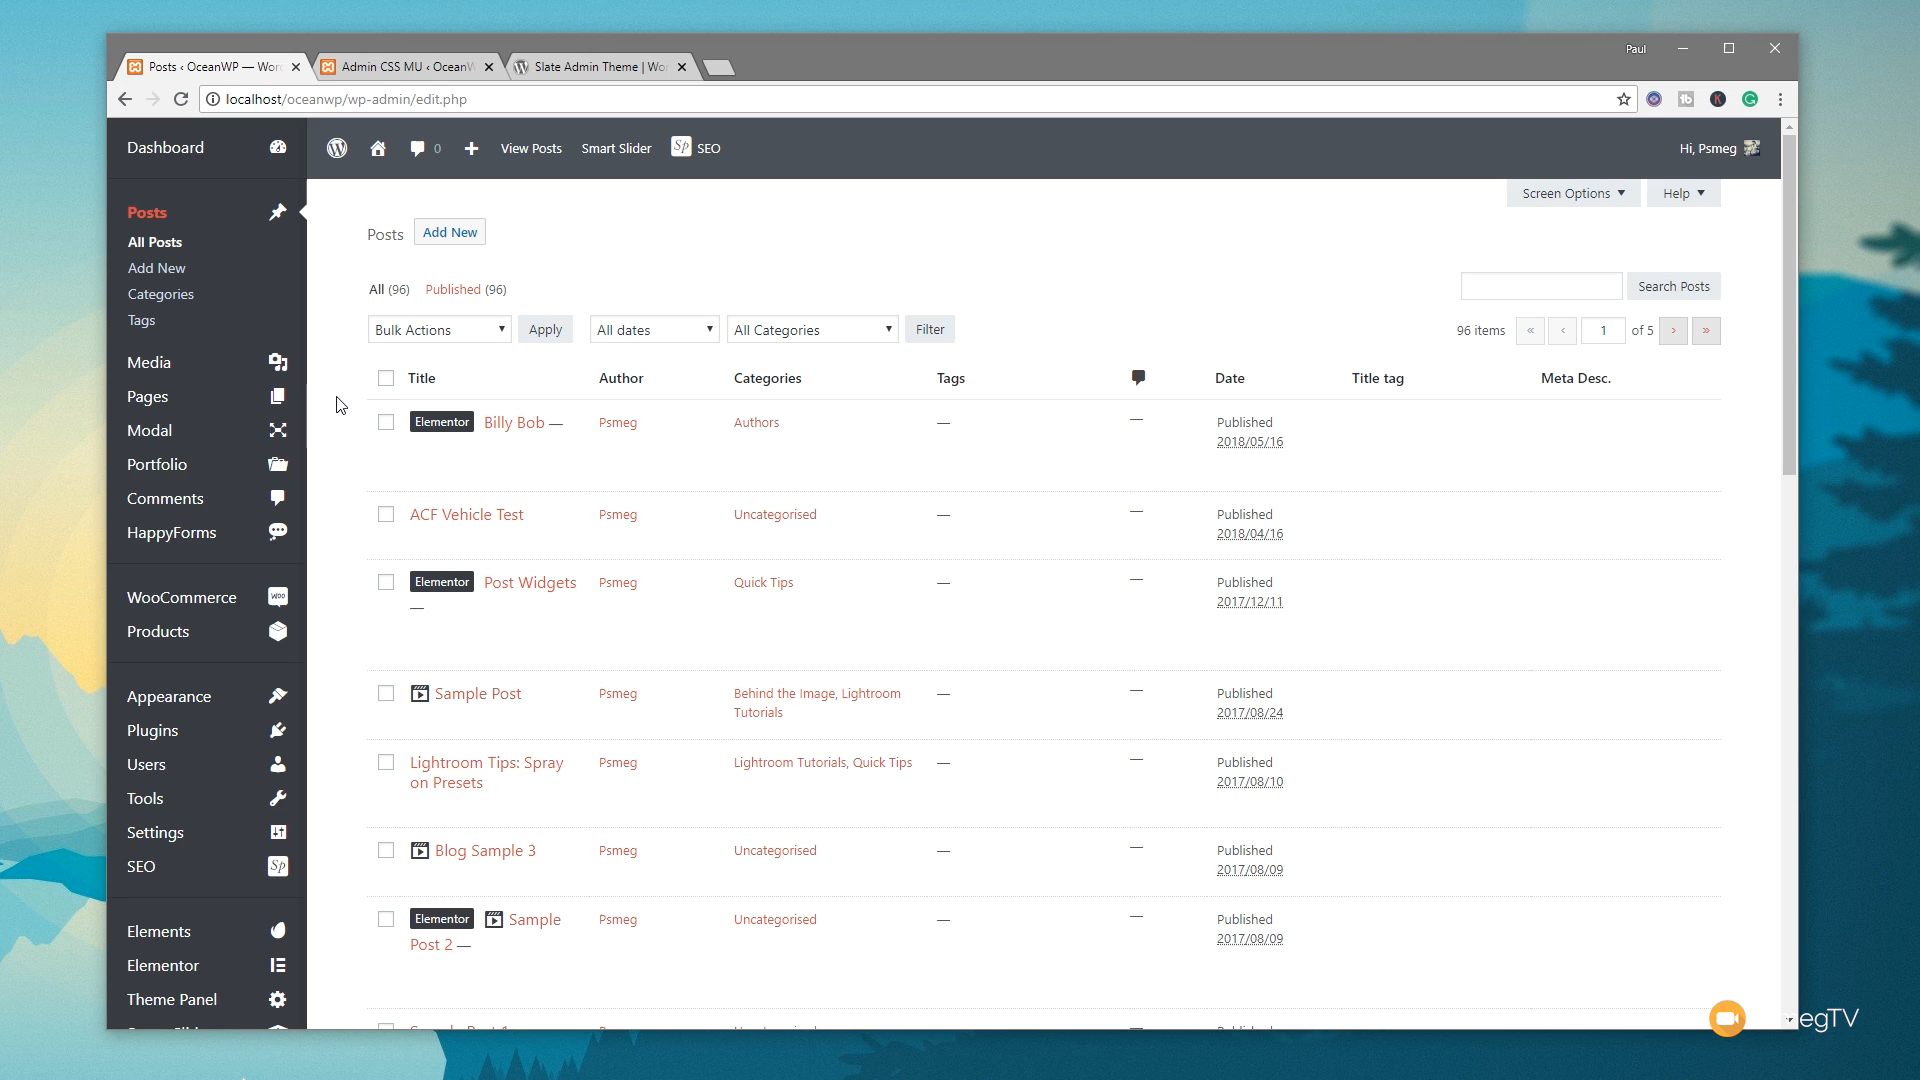 Paul
Posts ‹ OceanWP — Wor
Admin CSS MU ‹ OceanW
Slate Admin Theme | Wor
localhost/oceanwp/wp-admin/edit.php
Dashboard
0
View Posts
Smart Slider
Sp SEO
Hi, Psmeg
Screen Options
Help
Posts
All Posts
Add New
Categories
Tags
Media
Pages
Modal
Portfolio
Comments
HappyForms
WooCommerce
Products
Appearance
Plugins
Users
Tools
Settings
SEO Sp
Elements
Elementor
Theme Panel
Posts Add New
All (96) Published (96)
Search Posts
Bulk Actions Apply All dates All Categories Filter
96 items « ‹ 1 of 5 › »
Title Author Categories Tags Date Title tag Meta Desc.
Elementor Billy Bob — Psmeg Authors — — Published
2018/05/16
ACF Vehicle Test Psmeg Uncategorised — — Published
2018/04/16
Elementor Post Widgets Psmeg Quick Tips — — Published
— 2017/12/11
Sample Post Psmeg Behind the Image, Lightroom — — Published
Tutorials 2017/08/24
Lightroom Tips: Spray Psmeg Lightroom Tutorials, Quick Tips — — Published
on Presets 2017/08/10
Blog Sample 3 Psmeg Uncategorised — — Published
2017/08/09
Elementor Sample Psmeg Uncategorised — — Published
Post 2 — 2017/08/09
egTV